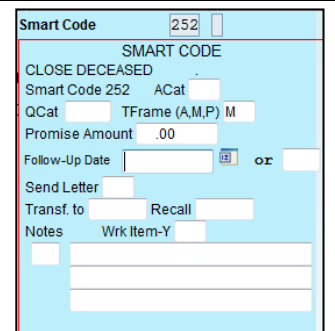 Smart Code 252
SMART CODE
CLOSE DECEASED .
Smart Code 252 ACat
QCat TFrame (A,M,P) M
Promise Amount .00
Follow-Up Date or
Send Letter
Transf. to Recall
Notes Wrk Item-Y